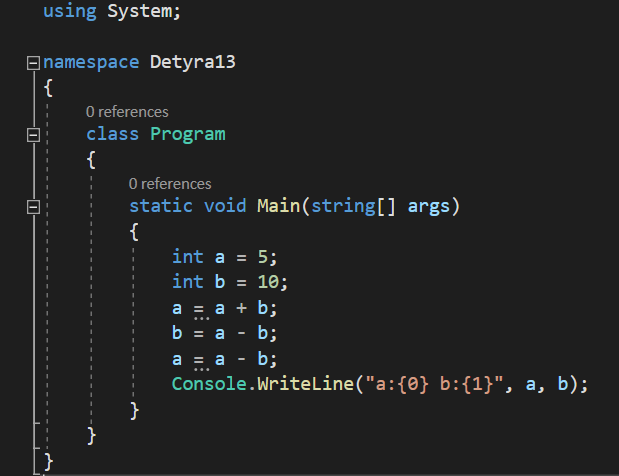 using System;
namespace Detyra13
{
0 references
class Program
{
0 references
static void Main(string[] args)
{
int a = 5;
int b = 10;
a = a + b;
b = a - b;
a = a - b;
Console.WriteLine("a:{0} b:{1}", a, b);
}
}
}